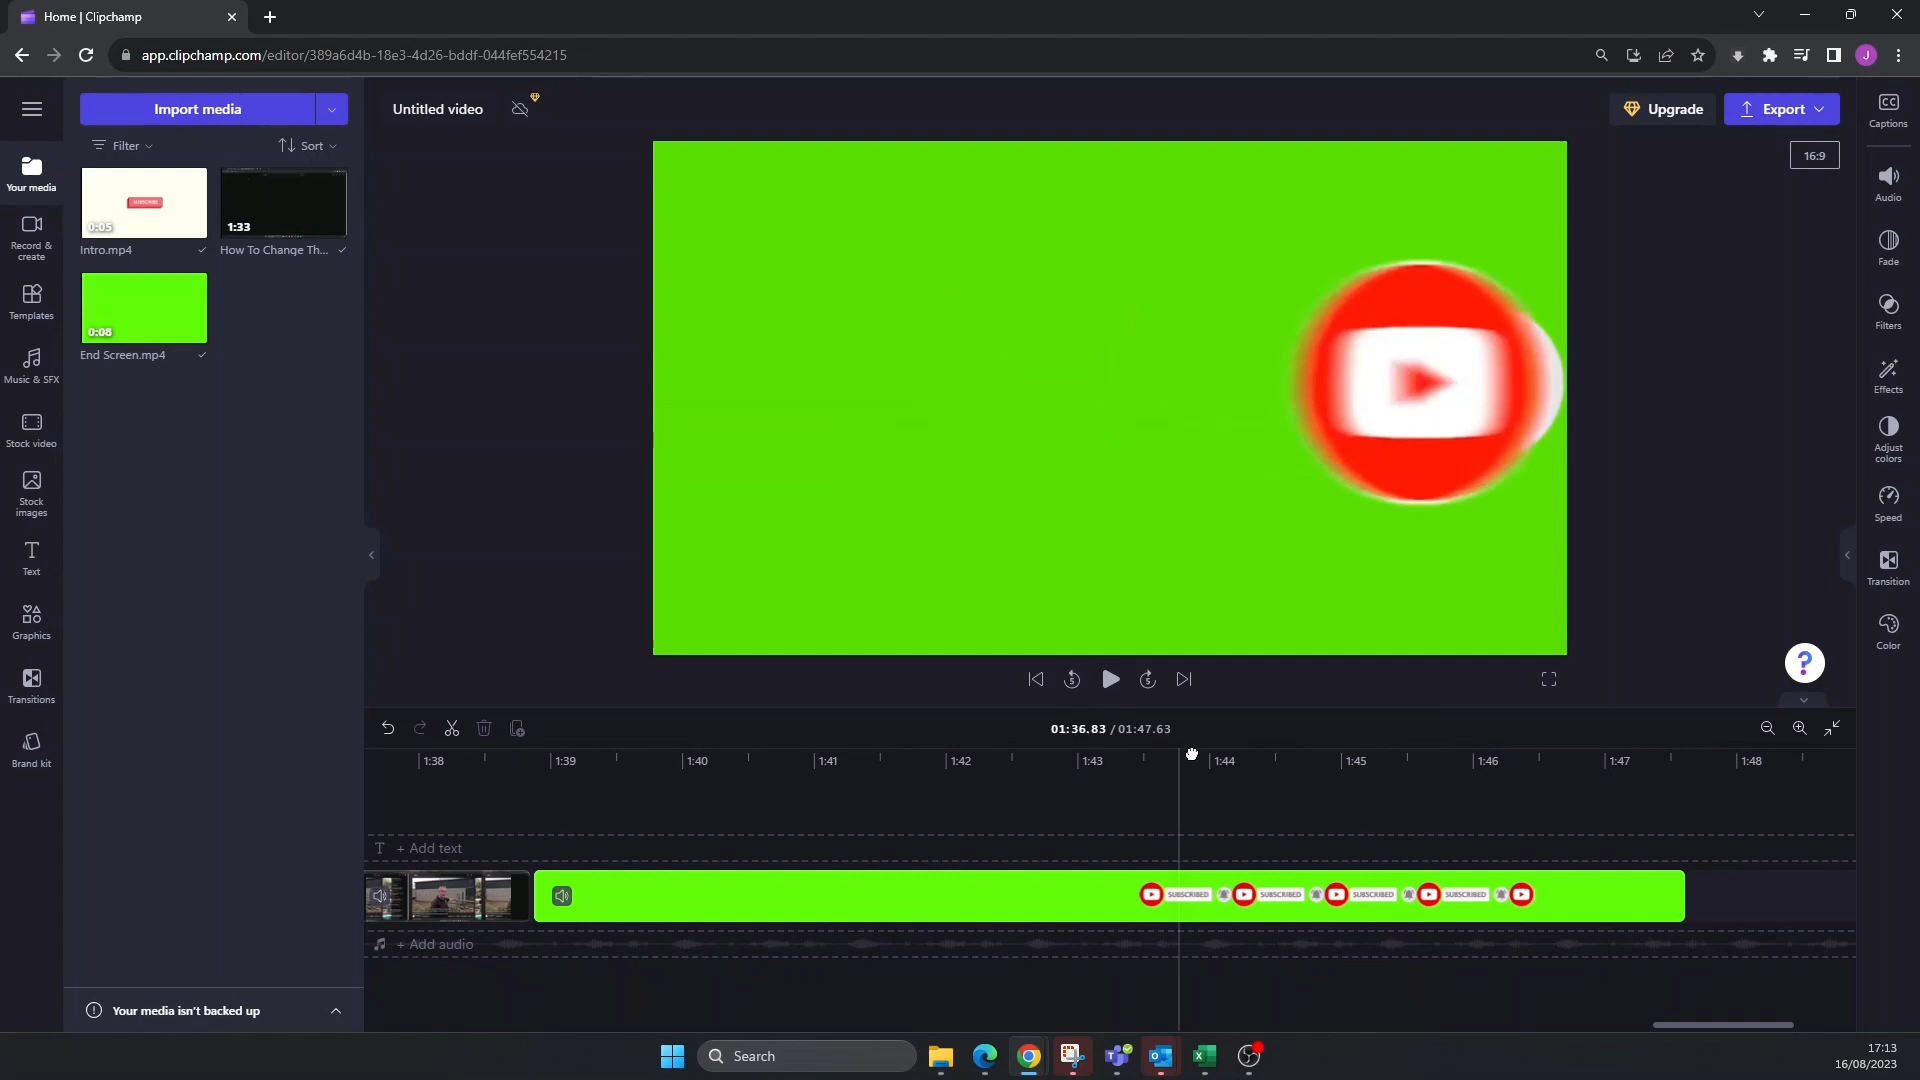 Home | Clipchamp
app.clipchamp.com/editor/389a6d4b-18e3-4d26-bddf-044fef554215
J
Import media
Untitled video
Upgrade
Export
Filter
Sort
16:9
Your media
Record & create
Templates
Music & SFX
Stock video
Stock images
Text
Graphics
Transitions
Brand kit
SUBSCRIBE
0:05
1:33
Intro.mp4
How To Change Th...
0:08
End Screen.mp4
CC
Captions
Audio
Fade
Filters
Effects
Adjust colors
Speed
Transition
Color
5
5
?
01:36.83 / 01:47.63
1:38
1:39
1:40
1:41
1:42
1:43
1:44
1:45
1:46
1:47
1:48
T + Add text
SUBSCRIBED
SUBSCRIBED
SUBSCRIBED
SUBSCRIBED
+ Add audio
Your media isn't backed up
Search
17:13
16/08/2023